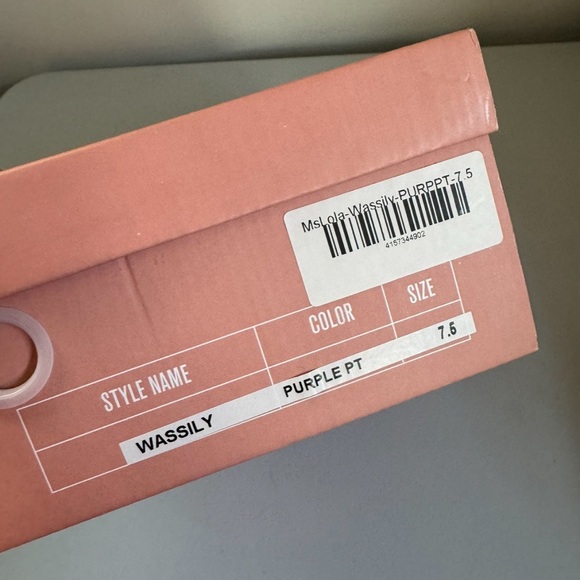 MsLola-Wassily-PURPPT-7.5
4157344902
STYLE NAME COLOR SIZE
WASSILY PURPLE PT 7.5